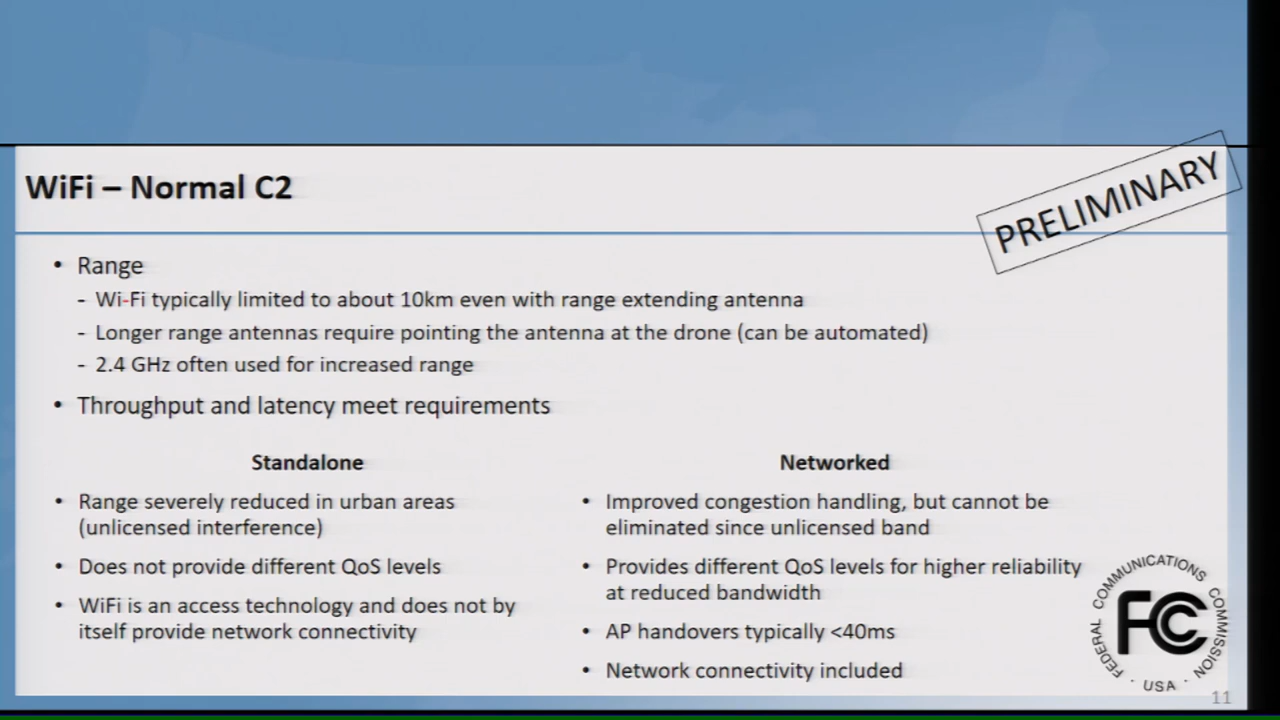 WiFi – Normal C2
PRELIMINARY
• Range
- Wi-Fi typically limited to about 10km even with range extending antenna
- Longer range antennas require pointing the antenna at the drone (can be automated)
- 2.4 GHz often used for increased range
• Throughput and latency meet requirements
Standalone
• Range severely reduced in urban areas
(unlicensed interference)
• Does not provide different QoS levels
• WiFi is an access technology and does not by
itself provide network connectivity
Networked
• Improved congestion handling, but cannot be
eliminated since unlicensed band
• Provides different QoS levels for higher reliability
at reduced bandwidth
• AP handovers typically <40ms
• Network connectivity included
FEDERAL COMMUNICATIONS COMMISSION · USA ·
FCC
11